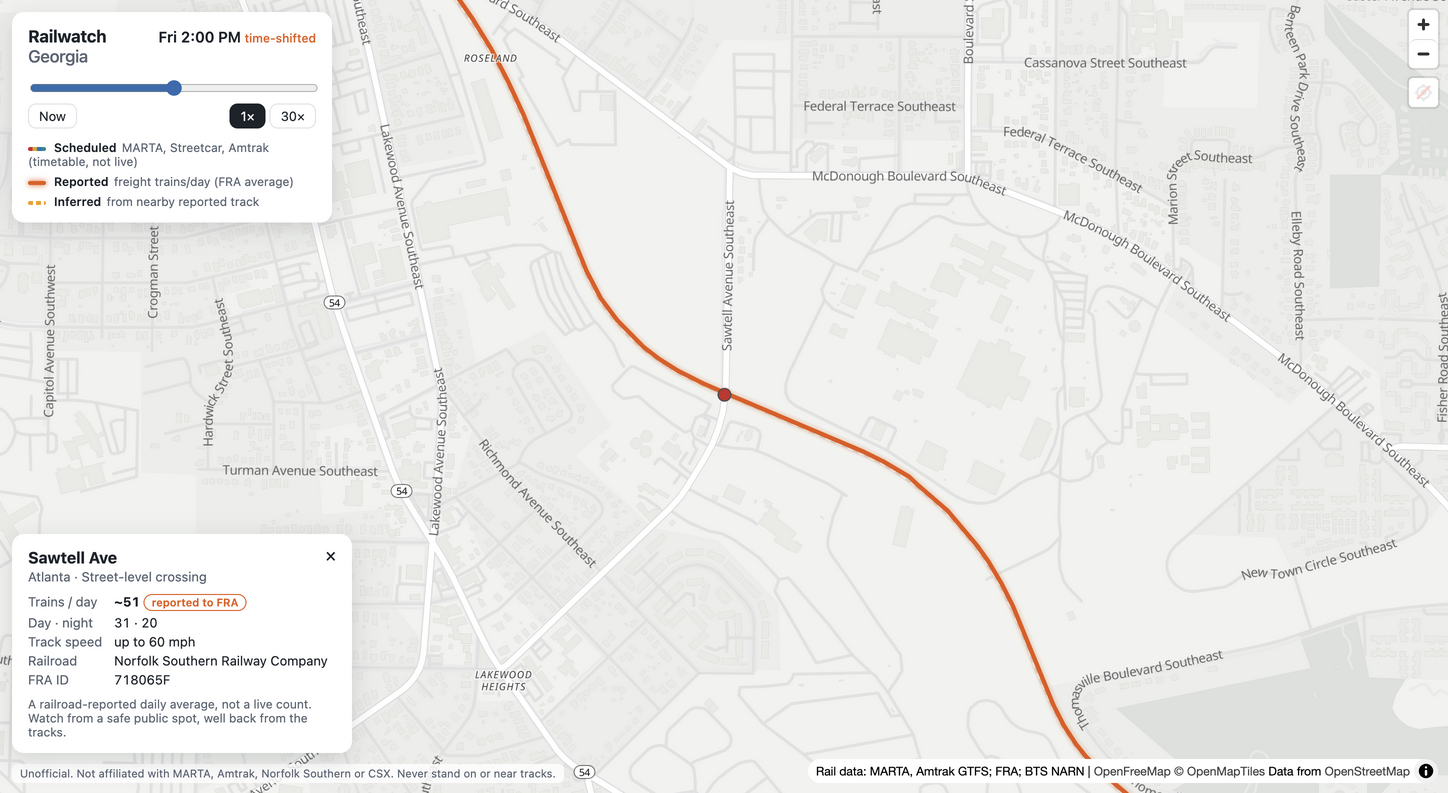 Railwatch
Fri 2:00 PM time-shifted
Georgia
Now
1×
30×
Scheduled MARTA, Streetcar, Amtrak
(timetable, not live)
Reported freight trains/day (FRA average)
Inferred from nearby reported track
ROSELAND
Cassanova Street Southeast
Boulevard
Federal Terrace Southeast
Federal Terrace Southeast
Benteen Park Drive Southeast
Marion Street Southeast
McDonough Boulevard Southeast
McDonough Boulevard Southeast
McDonough Boulevard Southeast
Elleby Road Southeast
Fisher Road Southeast
Lakewood Avenue Southeast
Sawtell Avenue Southeast
Crogman Street
Capitol Avenue Southwest
Hardwick Street Southeast
54
Lakewood Avenue Southeast
Turman Avenue Southeast
54
Richmond Avenue Southeast
New Town Circle Southeast
Thomasville Boulevard Southeast
LAKEWOOD
HEIGHTS
54
Sawtell Ave
×
Atlanta · Street-level crossing
Trains / day ~51 reported to FRA
Day · night 31 · 20
Track speed up to 60 mph
Railroad Norfolk Southern Railway Company
FRA ID 718065F
A railroad-reported daily average, not a live count.
Watch from a safe public spot, well back from the
tracks.
Unofficial. Not affiliated with MARTA, Amtrak, Norfolk Southern or CSX. Never stand on or near tracks.
Rail data: MARTA, Amtrak GTFS; FRA; BTS NARN | OpenFreeMap © OpenMapTiles Data from OpenStreetMap